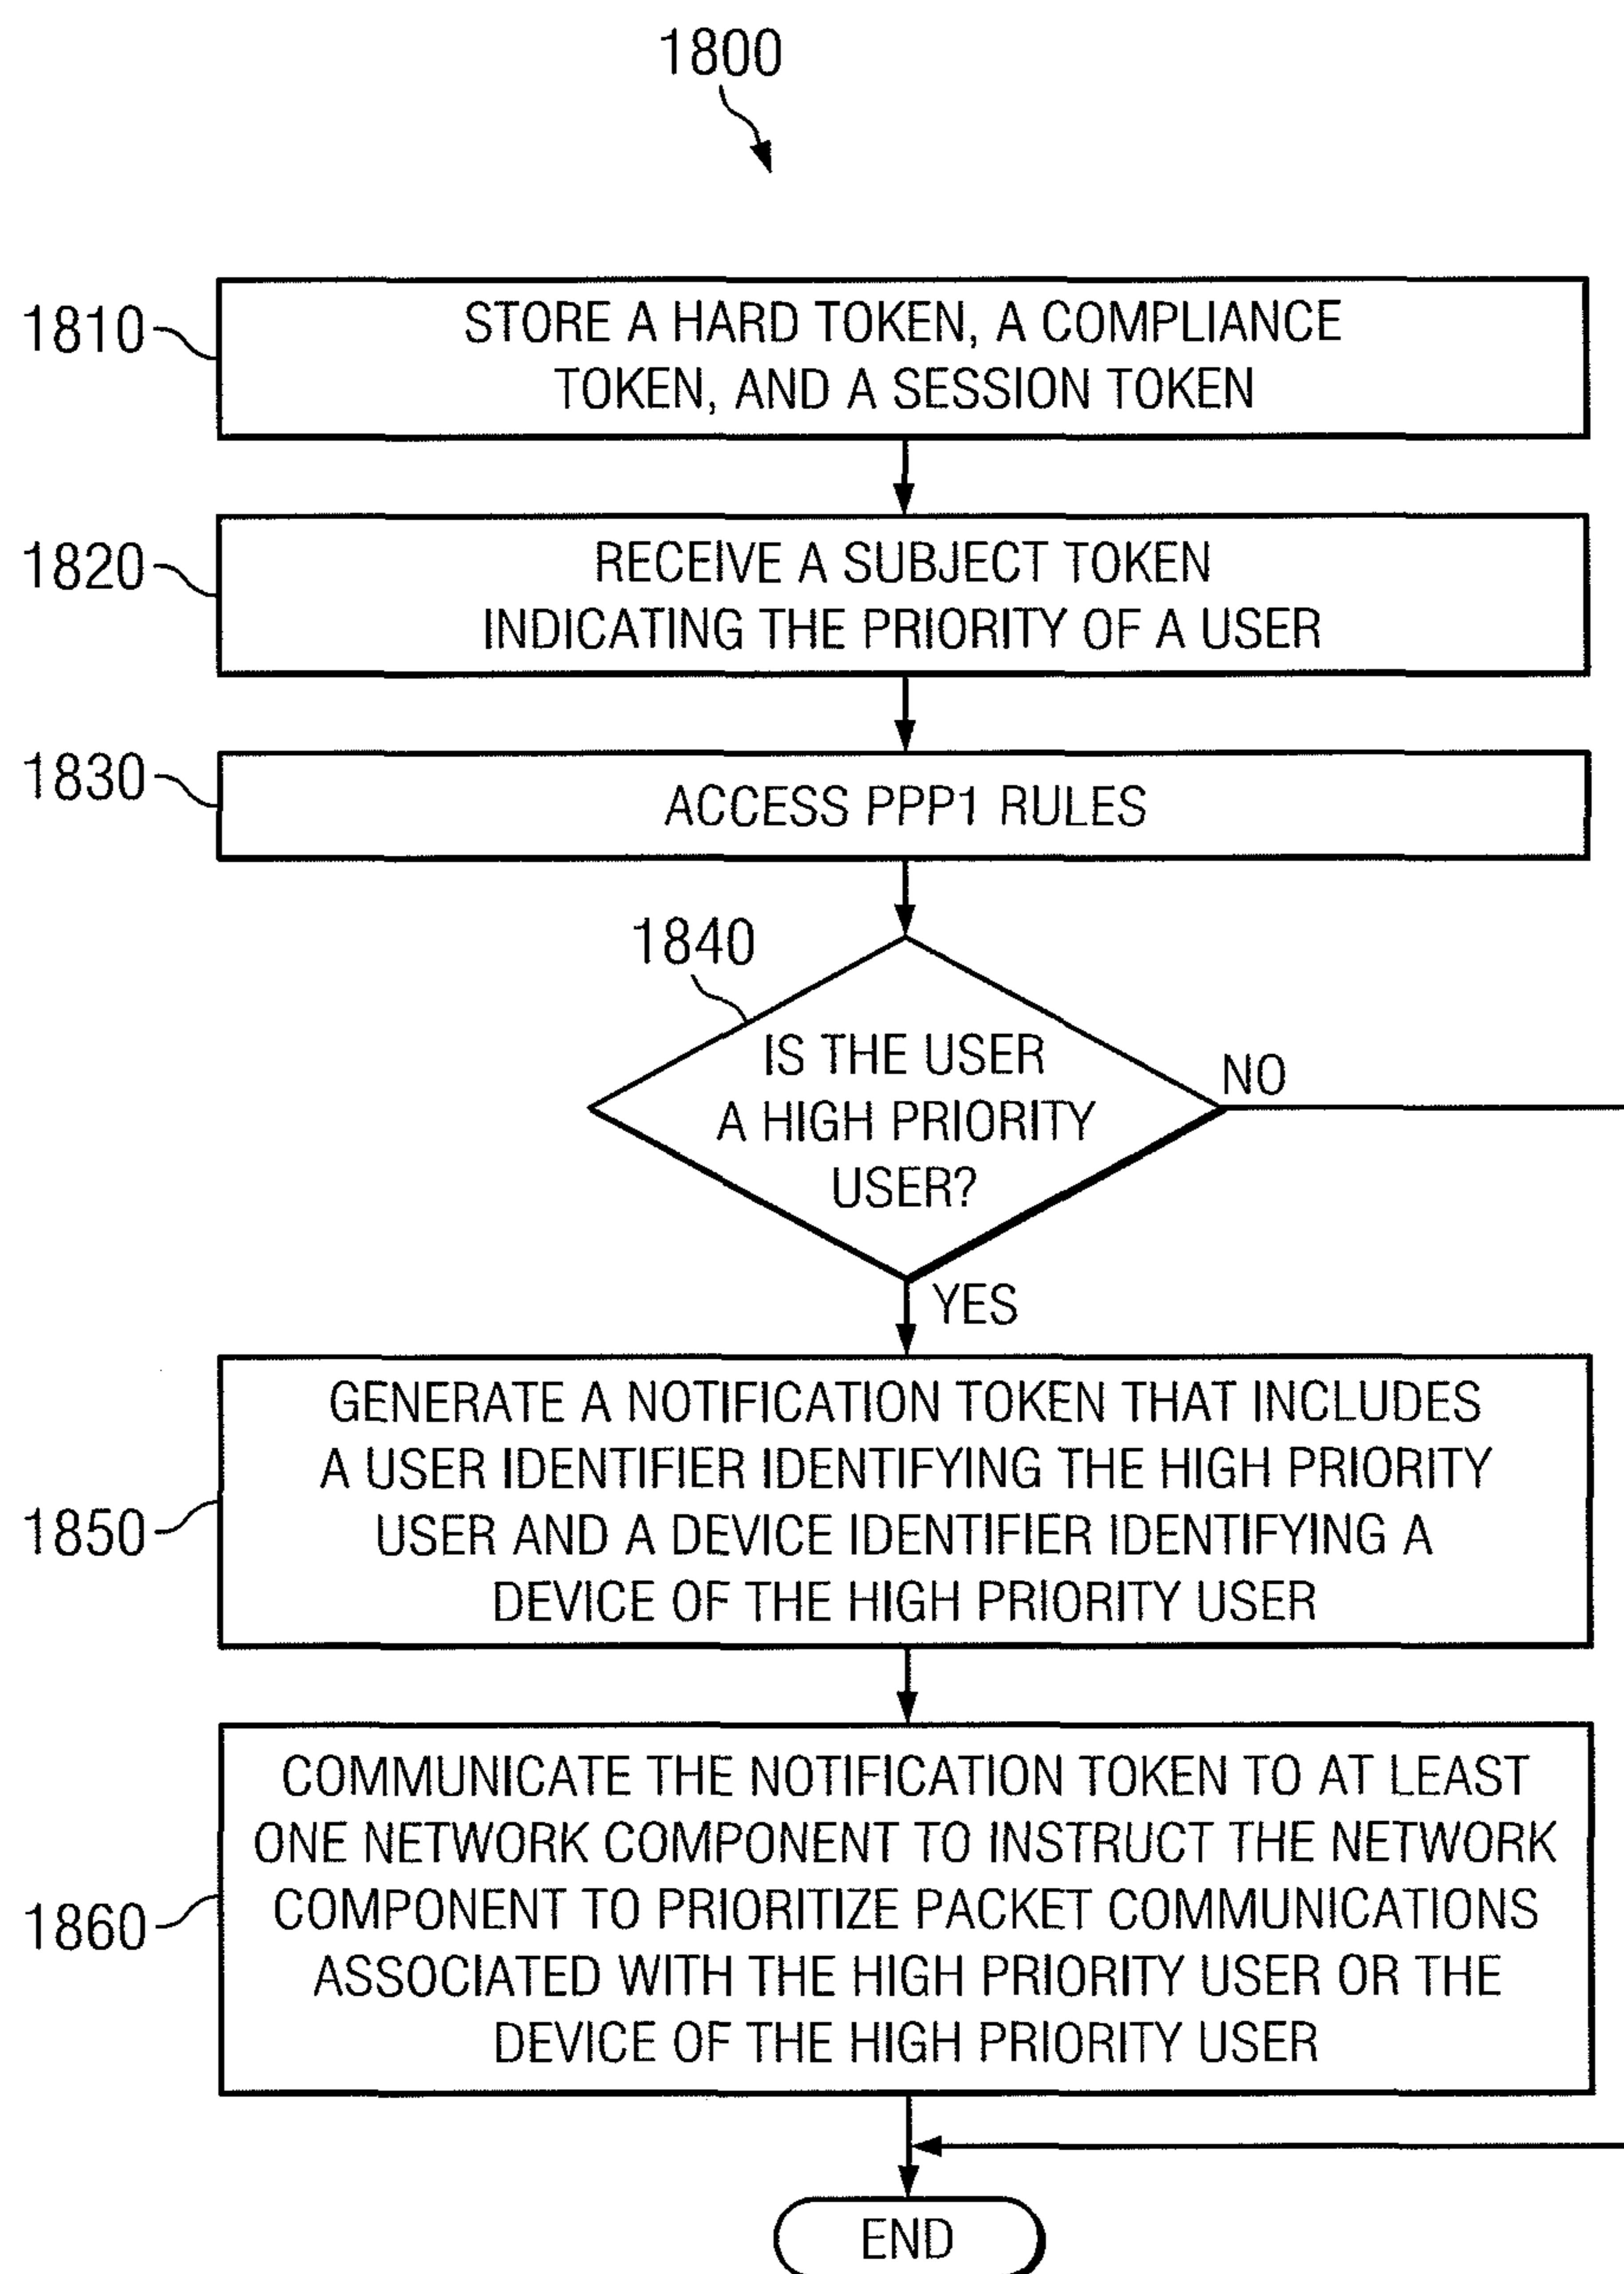 1800
1810
STORE A HARD TOKEN, A COMPLIANCE
TOKEN, AND A SESSION TOKEN
1820
RECEIVE A SUBJECT TOKEN
INDICATING THE PRIORITY OF A USER
1830
ACCESS PPP1 RULES
1840
IS THE USER
A HIGH PRIORITY
USER?
NO
YES
1850
GENERATE A NOTIFICATION TOKEN THAT INCLUDES
A USER IDENTIFIER IDENTIFYING THE HIGH PRIORITY
USER AND A DEVICE IDENTIFIER IDENTIFYING A
DEVICE OF THE HIGH PRIORITY USER
1860
COMMUNICATE THE NOTIFICATION TOKEN TO AT LEAST
ONE NETWORK COMPONENT TO INSTRUCT THE NETWORK
COMPONENT TO PRIORITIZE PACKET COMMUNICATIONS
ASSOCIATED WITH THE HIGH PRIORITY USER OR THE
DEVICE OF THE HIGH PRIORITY USER
END